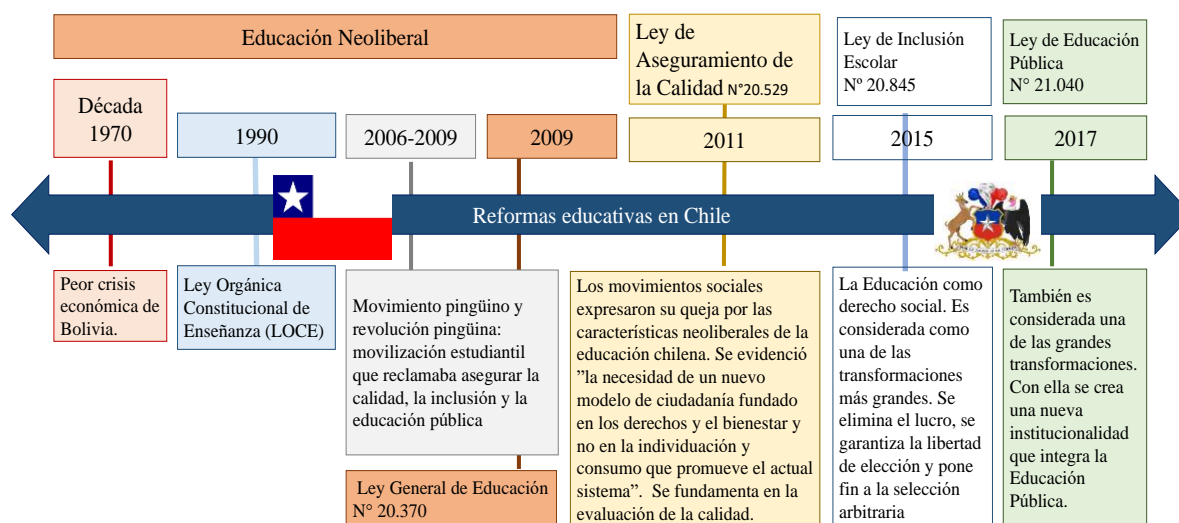 Educación Neoliberal
Ley de
Aseguramiento de
la Calidad N°20.529
Ley de Inclusión
Escolar
Nº 20.845
Ley de Educación
Pública
N° 21.040
Década
1970
1990
2006-2009
2009
2011
2015
2017
Reformas educativas en Chile
Peor crisis
económica de
Bolivia.
Ley Orgánica
Constitucional de
Enseñanza (LOCE)
Movimiento pingüino y
revolución pingüina:
movilización estudiantil
que reclamaba asegurar la
calidad, la inclusión y la
educación pública
Ley General de Educación
N° 20.370
Los movimientos sociales
expresaron su queja por las
características neoliberales de la
educación chilena. Se evidenció
”la necesidad de un nuevo
modelo de ciudadanía fundado
en los derechos y el bienestar y
no en la individuación y
consumo que promueve el actual
sistema”. Se fundamenta en la
evaluación de la calidad.
La Educación como
derecho social. Es
considerada como
una de las
transformaciones
más grandes. Se
elimina el lucro, se
garantiza la libertad
de elección y pone
fin a la selección
arbitraria
También es
considerada una
de las grandes
transformaciones.
Con ella se crea
una nueva
institucionalidad
que integra la
Educación
Pública.